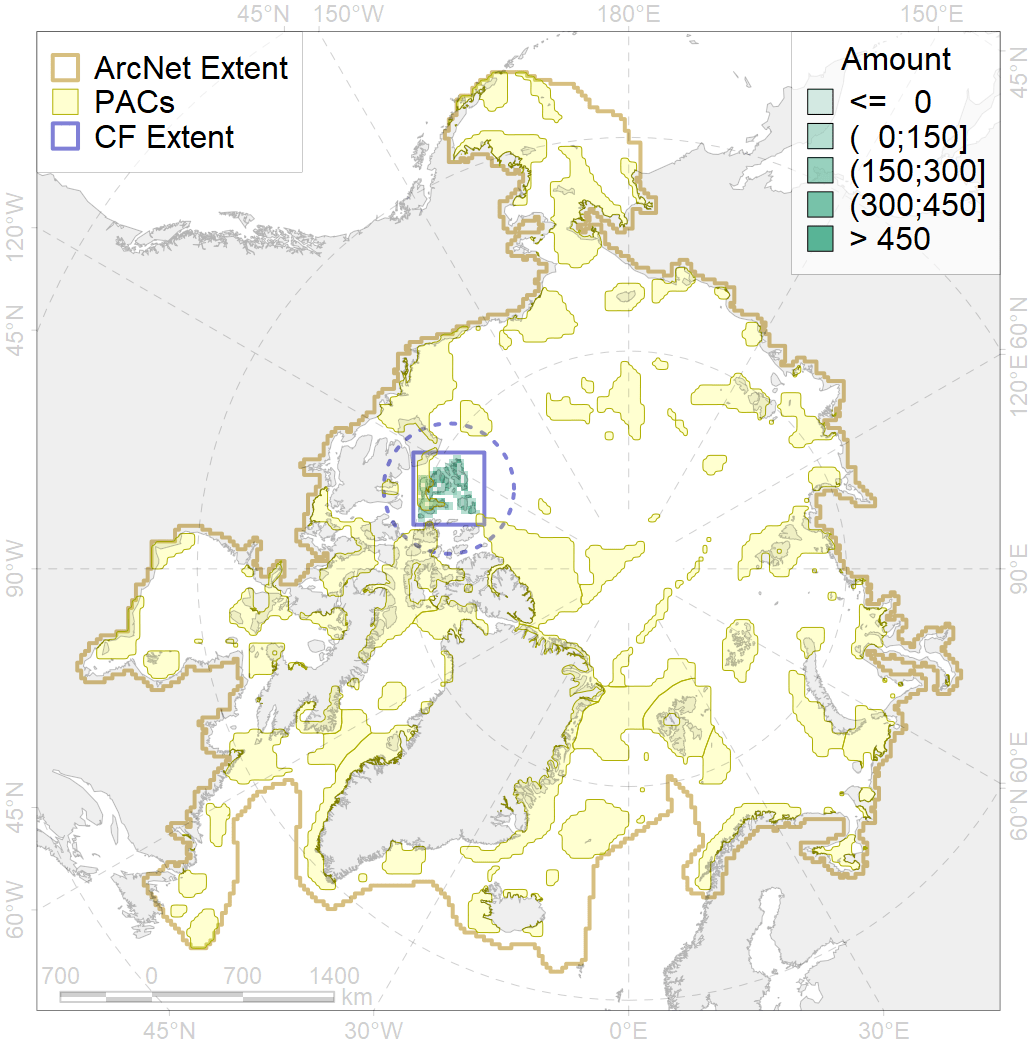 45°N 150°W 180°E 150°E
ArcNet Extent
PACs
CF Extent
Amount
<= 0
( 0;150]
(150;300]
(300;450]
> 450
45°N
120°W
60°N
45°N
120°E
90°W
90°E
60°E
45°N
60°N
60°W
700 0 700 1400
km
45°N 30°W 0°E 30°E